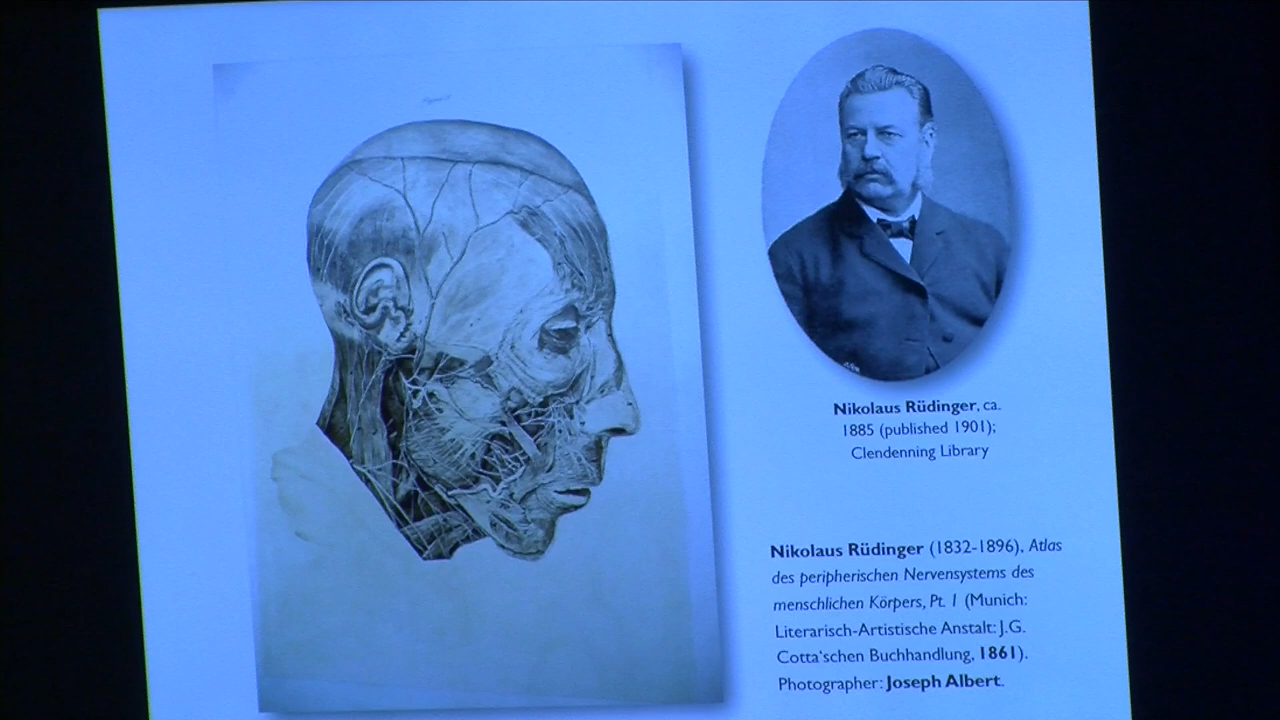 Nikolaus Rüdinger, ca.
1885 (published 1901);
Clendenning Library
Nikolaus Rüdinger (1832-1896), Atlas
des peripherischen Nervensystems des
menschlichen Körpers, Pt. 1 (Munich:
Literarisch-Artistische Anstalt: J.G.
Cotta‘schen Buchhandlung, 1861).
Photographer: Joseph Albert.